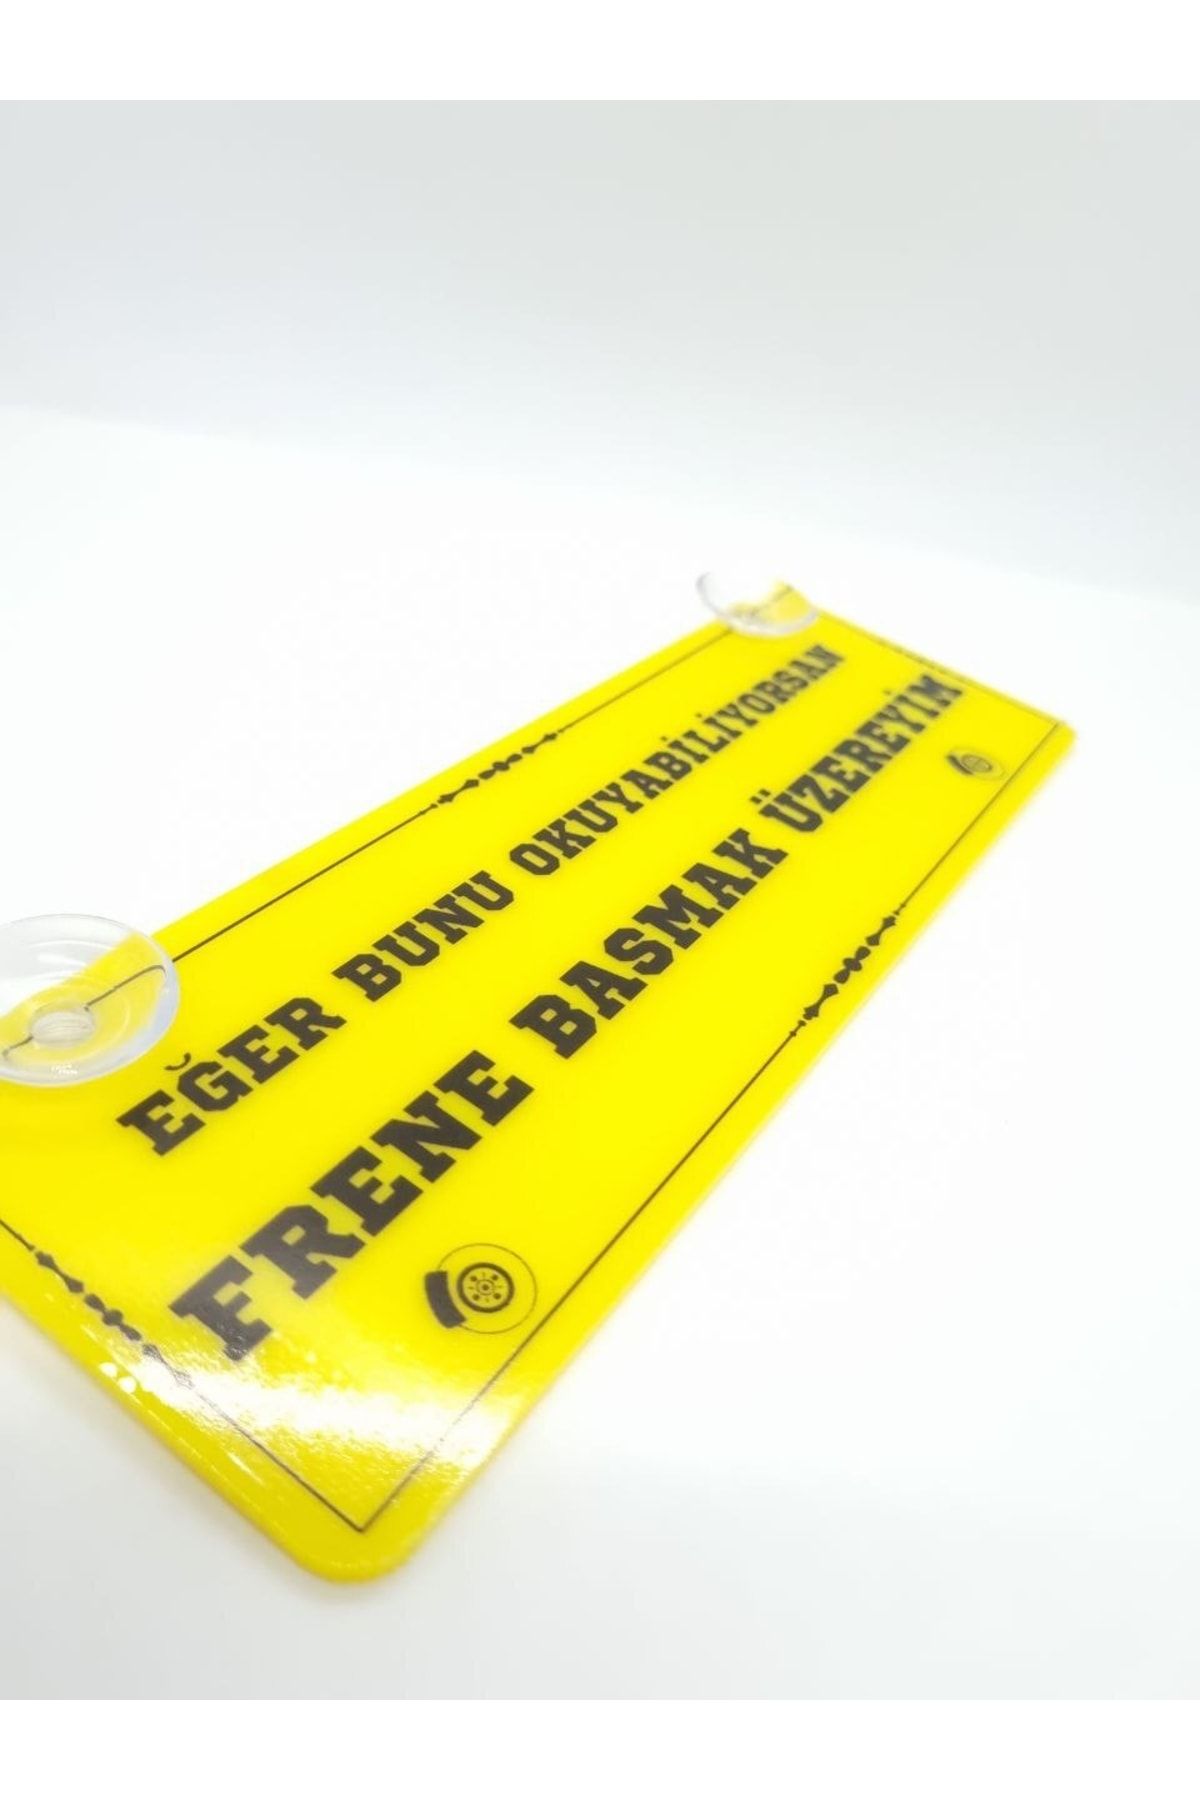 EĞER BUNU OKUYABİLİYORSAN
FRENE BASMAK ÜZEREYİM